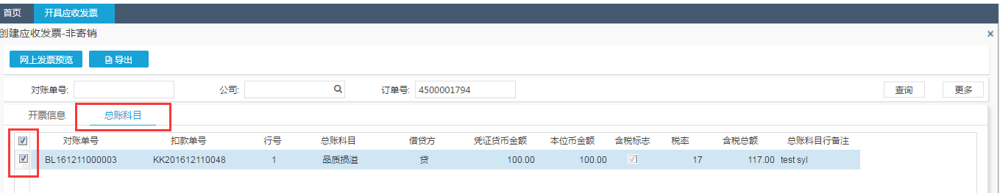 首页 开具应收发票
创建应收发票-非寄销
网上发票预览 导出
对账单号: 公司: 订单号: 4500001794 查询 更多
开票信息 总账科目
对账单号 扣款单号 行号 总账科目 借贷方 凭证货币金额 本位币金额 含税标志 税率 含税总额 总账科目行备注
BL161211000003 KK201612110048 1 品质损溢 贷 100.00 100.00 17 117.00 test syl